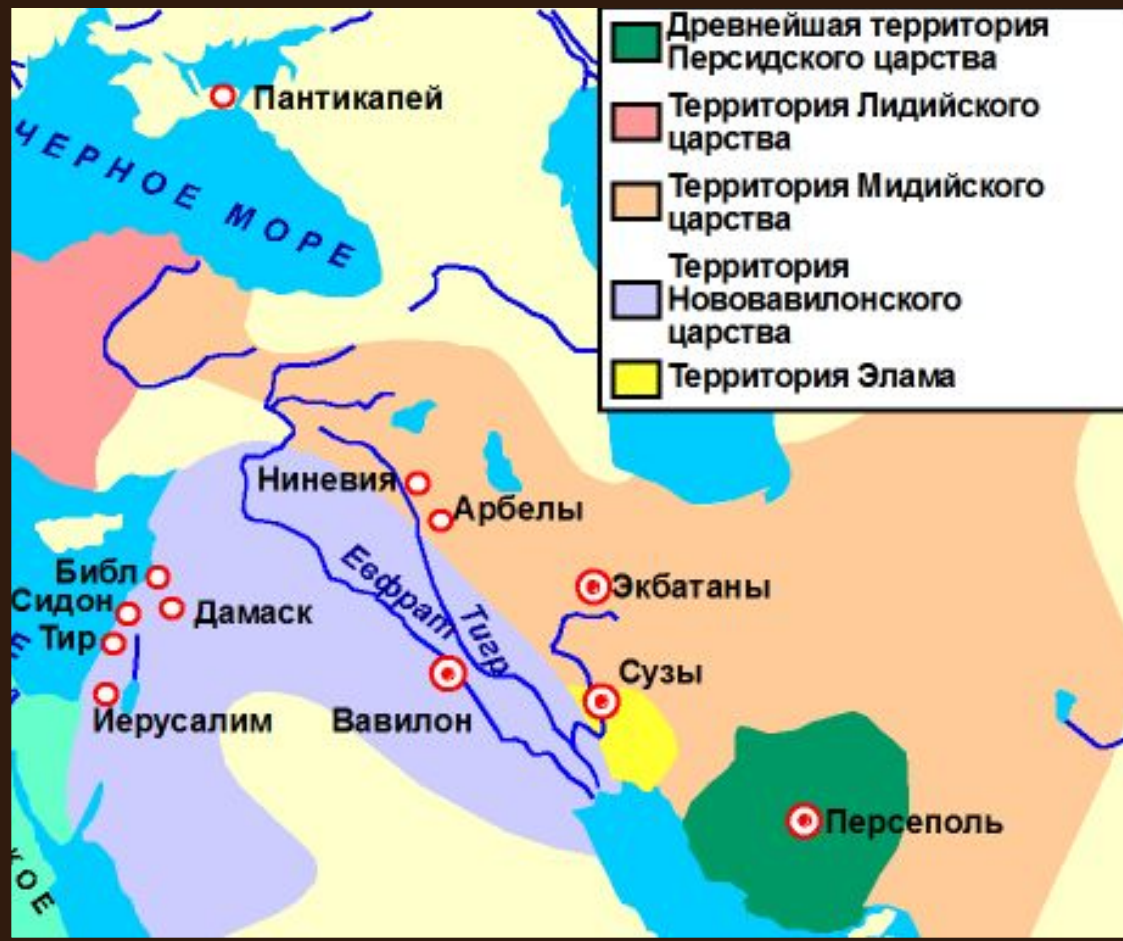 Древнейшая территория
Персидского царства
Территория Лидийского
царства
Территория Мидийского
царства
Территория
Нововавилонского
царства
Территория Элама
Пантикапей
ЧЕРНОЕ МОРЕ
Ниневия
Арбелы
Евфрат
Тигр
Экбатаны
Библ
Сидон
Дамаск
Тир
Сузы
Иерусалим
Вавилон
Персеполь
КОЕ